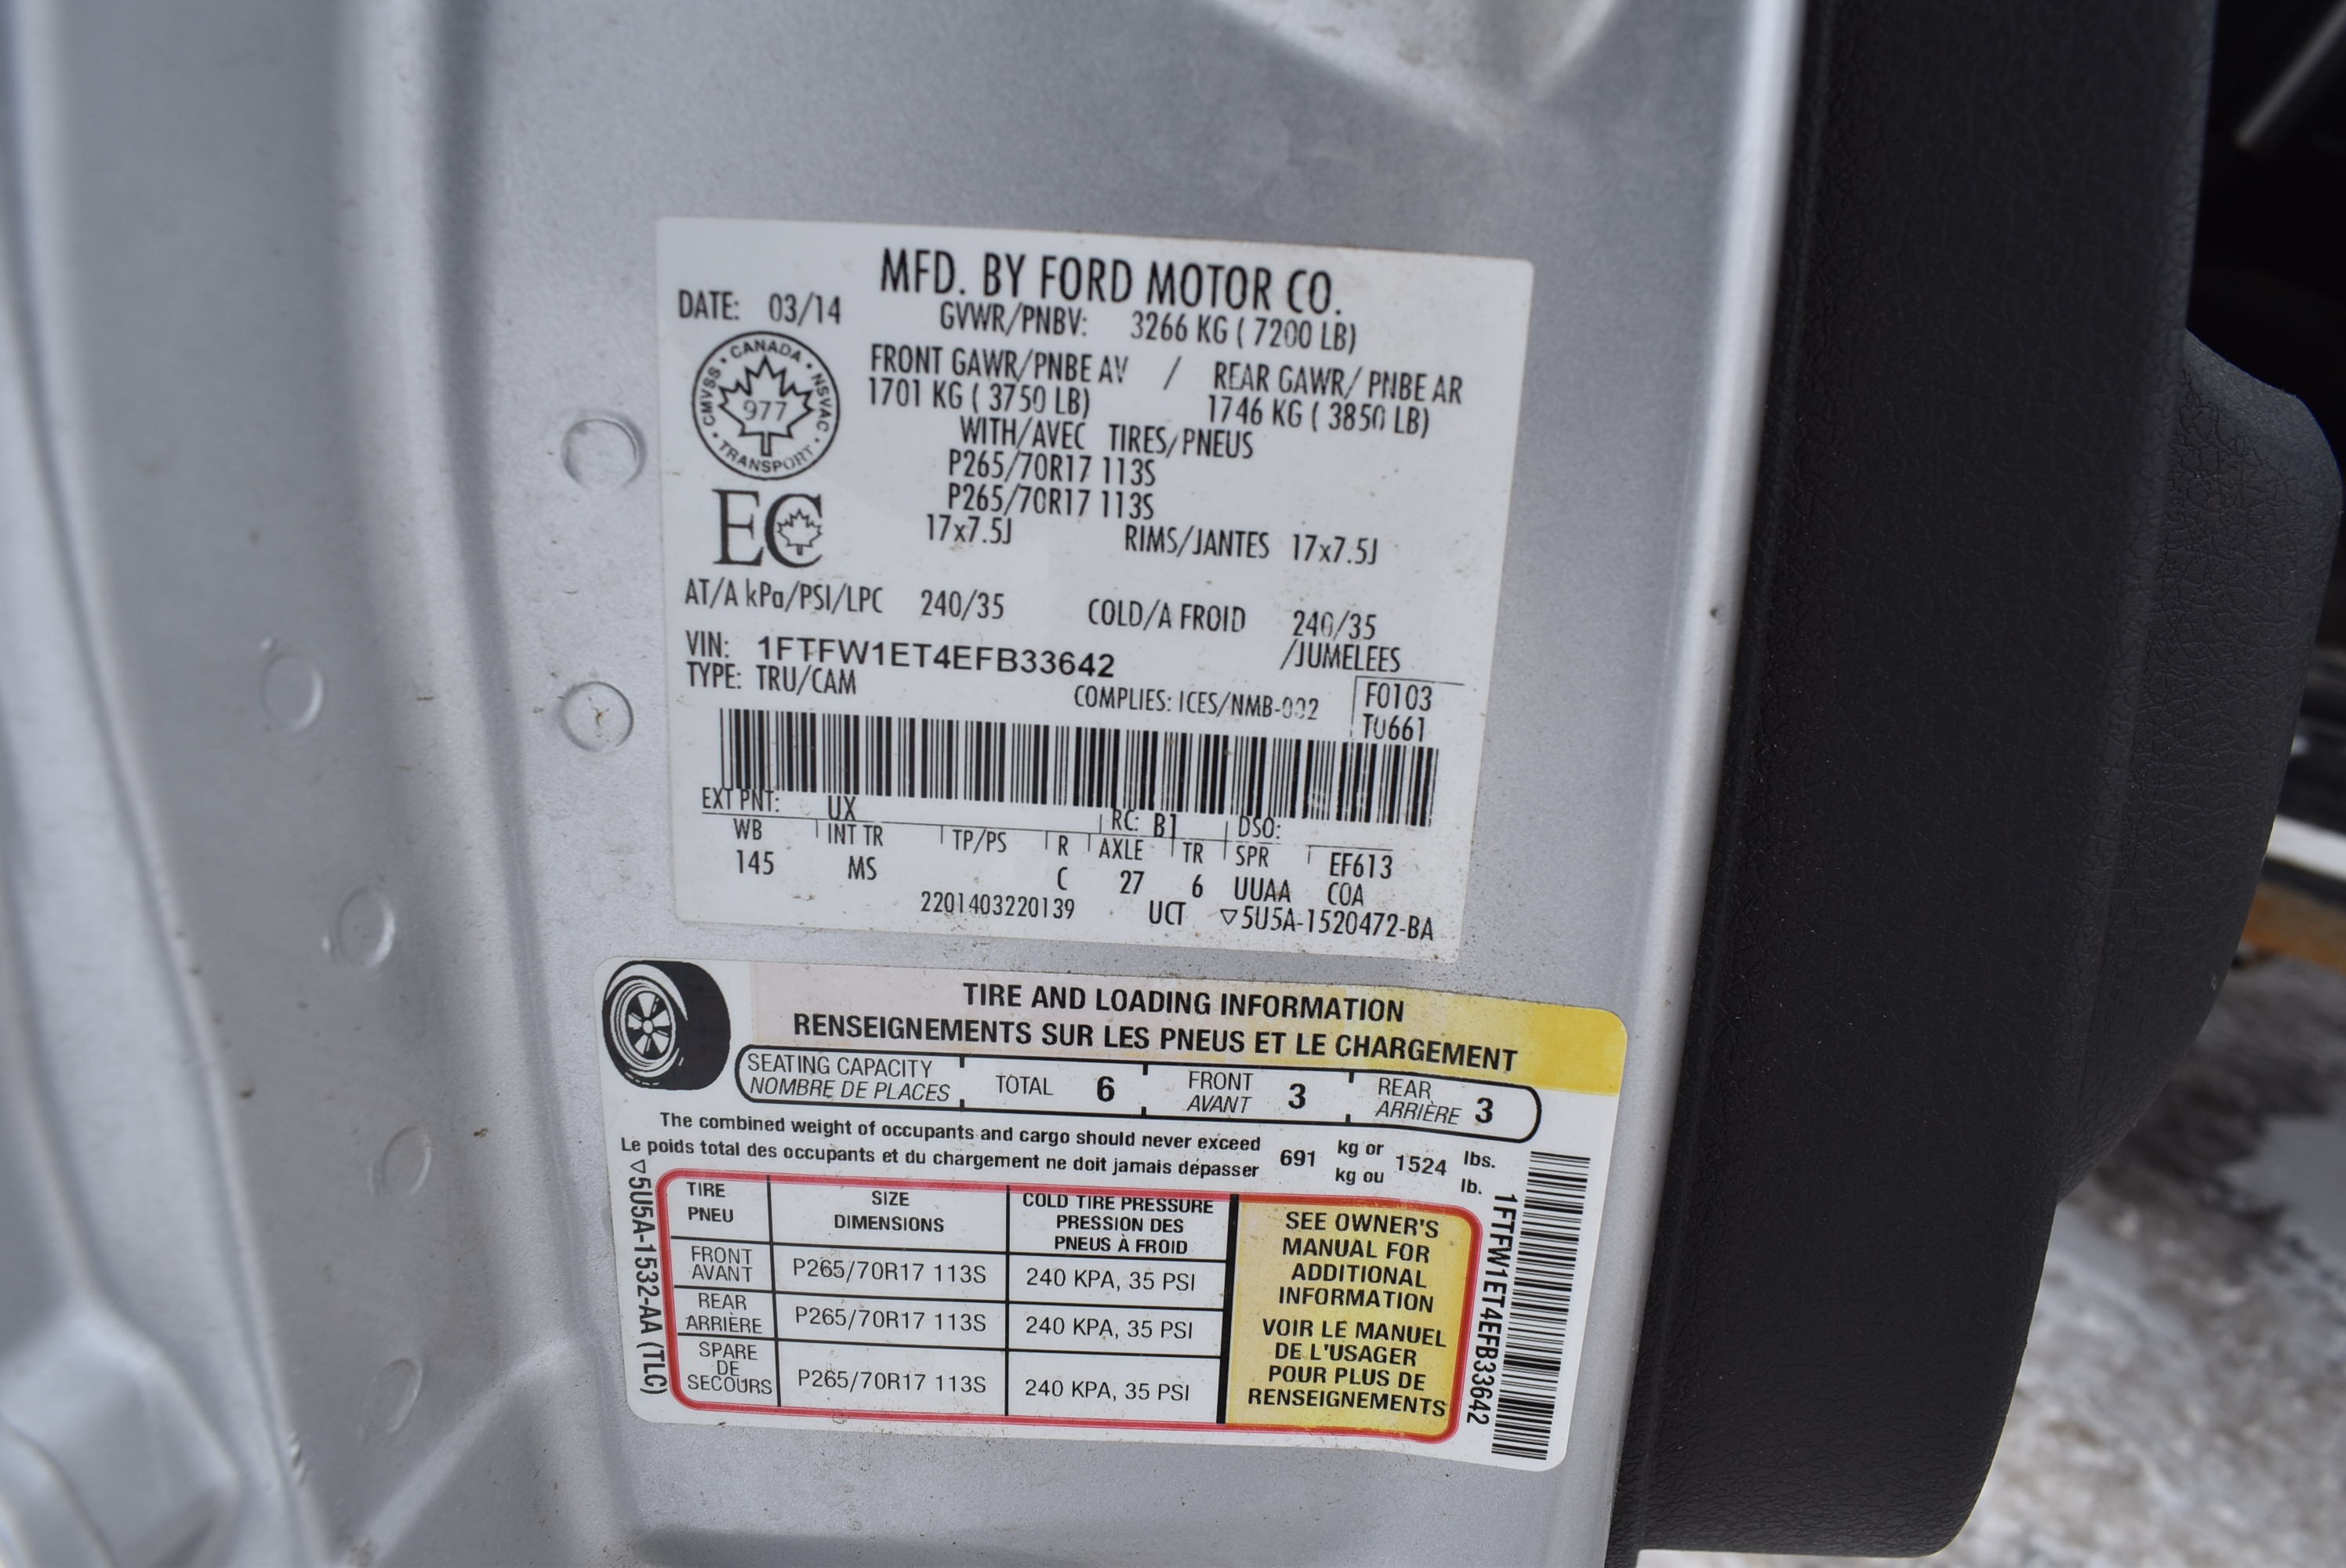 MFD. BY FORD MOTOR CO.
DATE: 03/14
GVWR/PNBV: 3266 KG ( 7200 LB)
FRONT GAWR/PNBE AV / REAR GAWR/ PNBE AR
1701 KG ( 3750 LB) 1746 KG ( 3850 LB)
WITH/AVEC TIRES/PNEUS
P265/70R17 113S
P265/70R17 113S
17x7.5J RIMS/JANTES 17x7.5J
CANADA • NSVAC • TRANSPORT • CMVSS •
977
EC
AT/A kPa/PSI/LPC 240/35 COLD/A FROID 240/35
/JUMELEES
VIN: 1FTFW1ET4EFB33642
TYPE: TRU/CAM
COMPLIES: ICES/NMB-002
F0103
T0661
EXT PNT: UX RC: B1 DSO:
WB INT TR TP/PS R AXLE TR SPR EF613
145 MS C 27 6 UUAA COA
2201403220139 UCT ▽5U5A-1520472-BA
TIRE AND LOADING INFORMATION
RENSEIGNEMENTS SUR LES PNEUS ET LE CHARGEMENT
SEATING CAPACITY
NOMBRE DE PLACES
TOTAL 6
FRONT
AVANT 3
REAR
ARRIÈRE 3
The combined weight of occupants and cargo should never exceed 691 kg or 1524 lbs.
Le poids total des occupants et du chargement ne doit jamais dépasser kg ou lb.
▽5U5A-1532-AA (TLC)
TIRE
PNEU
SIZE
DIMENSIONS
COLD TIRE PRESSURE
PRESSION DES
PNEUS À FROID
FRONT
AVANT
P265/70R17 113S
240 KPA, 35 PSI
REAR
ARRIÈRE
P265/70R17 113S
240 KPA, 35 PSI
SPARE
DE
SECOURS
P265/70R17 113S
240 KPA, 35 PSI
SEE OWNER'S
MANUAL FOR
ADDITIONAL
INFORMATION
VOIR LE MANUEL
DE L'USAGER
POUR PLUS DE
RENSEIGNEMENTS
1FTFW1ET4EFB33642